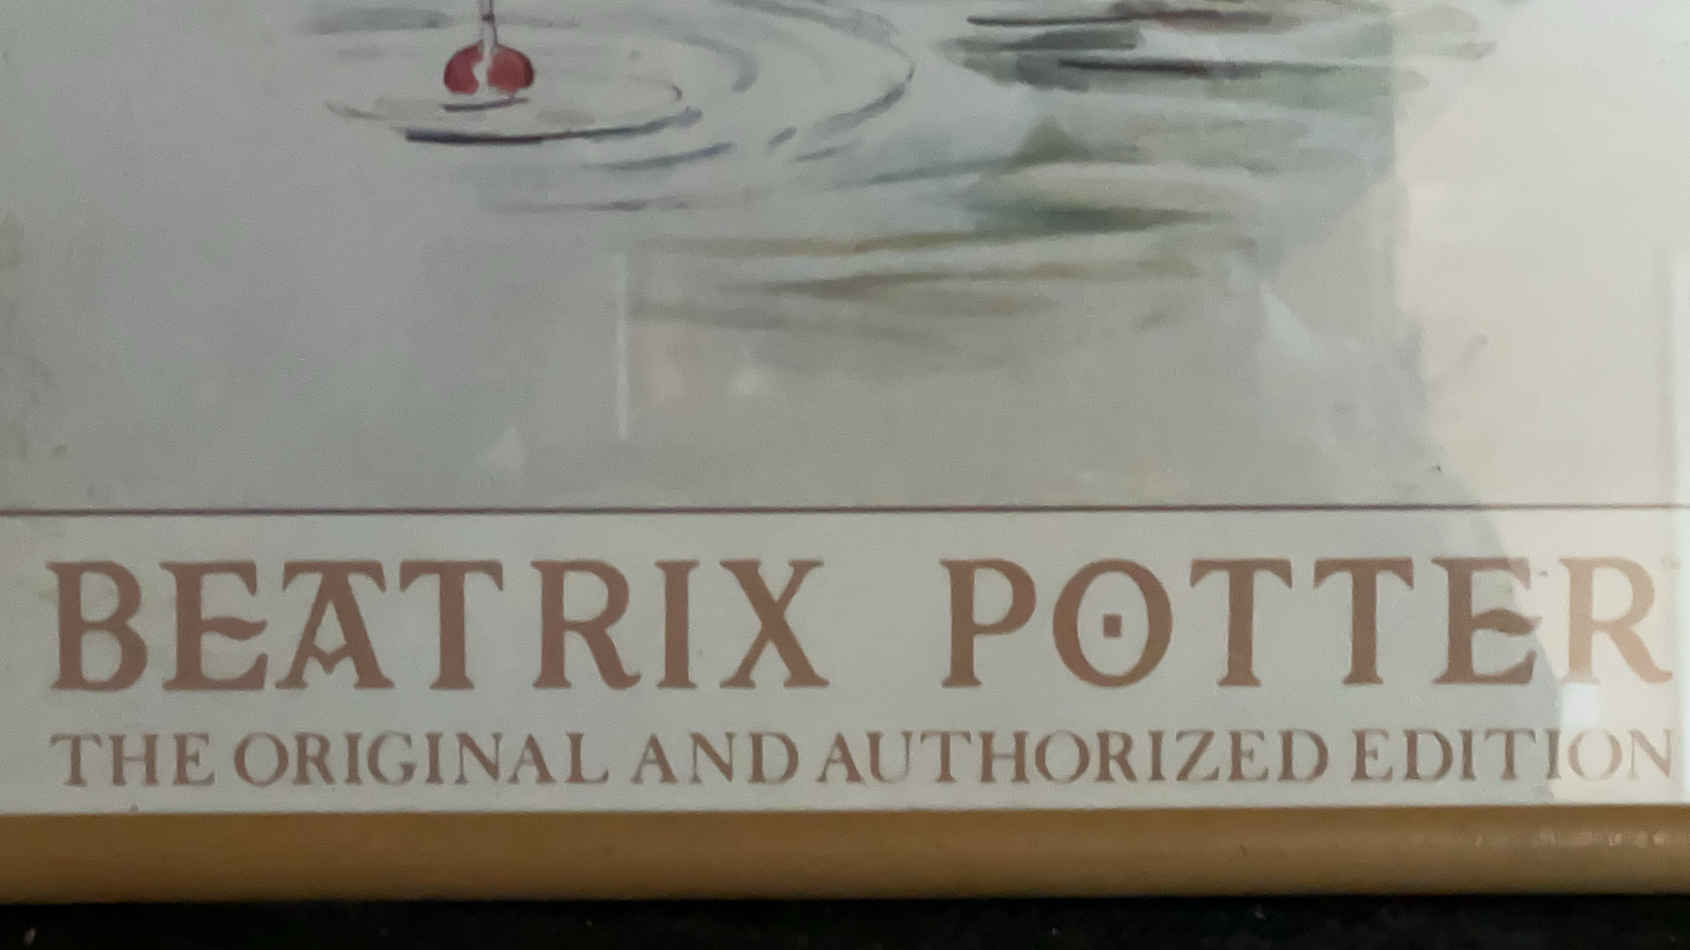 BEATRIX POTTER
THE ORIGINAL AND AUTHORIZED EDITION